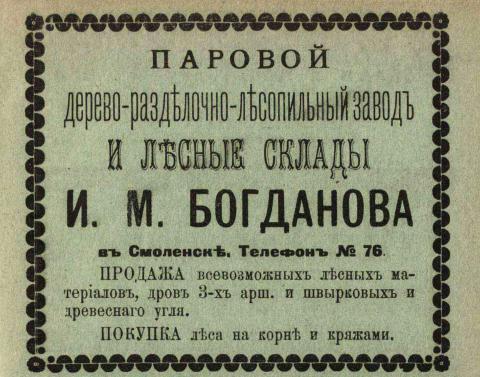 ПАРОВОЙ
дерево-раздѣлочно-лѣсопильный заводъ
И ЛѢСНЫЕ СКЛАДЫ
И. М. БОГДАНОВА
въ Смоленскѣ, Телефонъ № 76.
ПРОДАЖА всевозможныхъ лѣсныхъ ма-
терiаловъ, дровъ 3-хъ арш. и швырковыхъ и
древеснаго угля.
ПОКУПКА лѣса на корнѣ и кряжами.